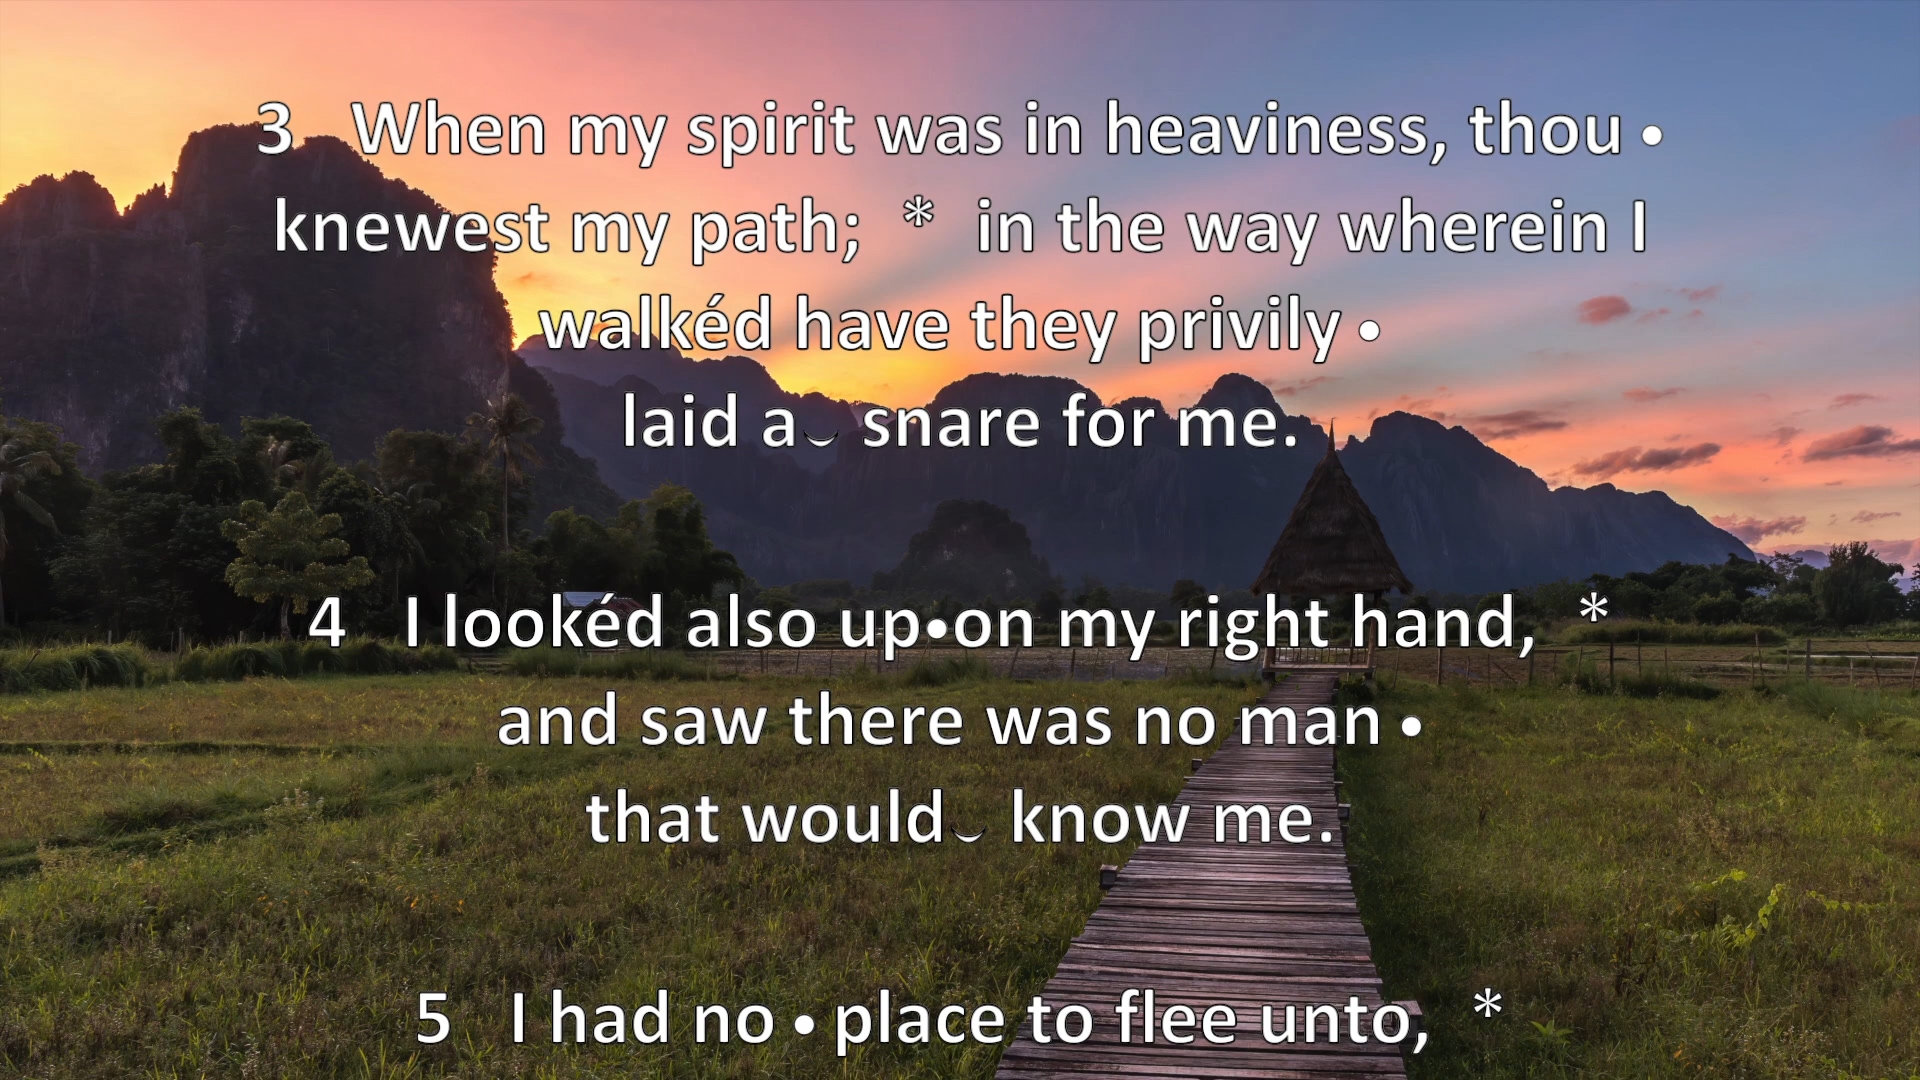 3 When my spirit was in heaviness, thou •
knewest my path; * in the way wherein I
walkéd have they privily •
laid a‿ snare for me.
4 I lookéd also up•on my right hand, *
and saw there was no man •
that would‿ know me.
5 I had no • place to flee unto, *